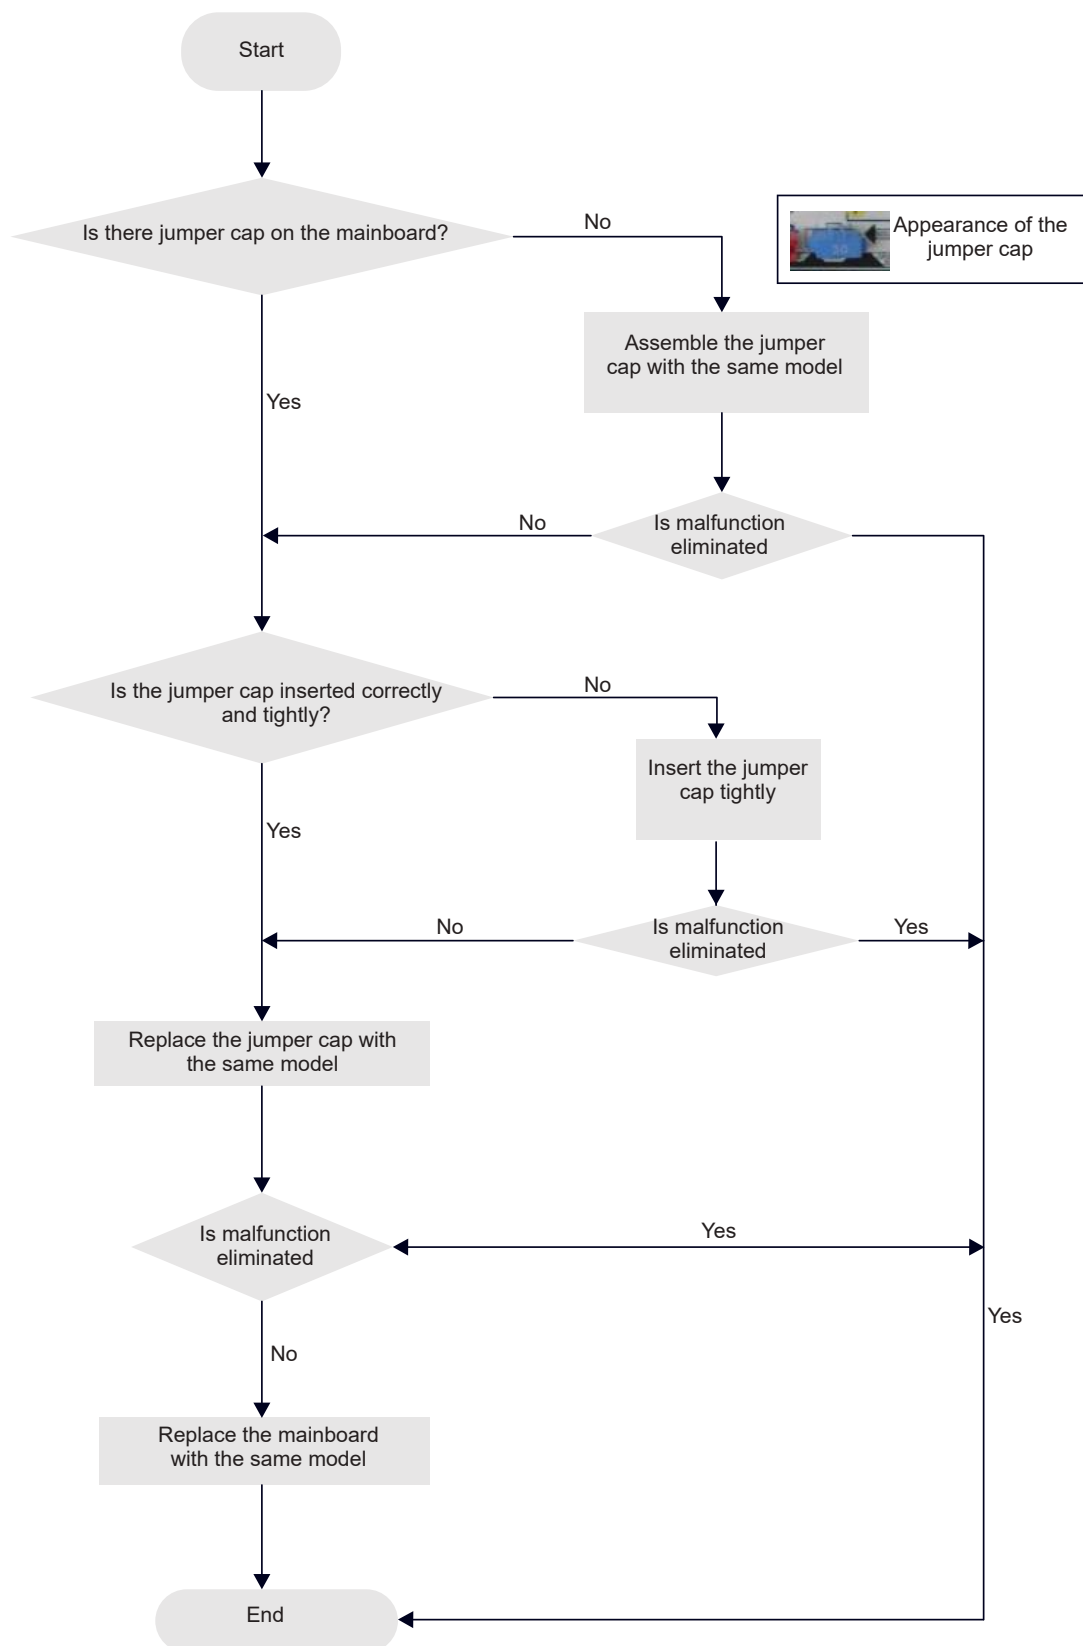 Start
Is there jumper cap on the mainboard?
No
Appearance of the
jumper cap
Assemble the jumper
cap with the same model
Yes
No
Is malfunction
eliminated
Is the jumper cap inserted correctly
and tightly?
No
Insert the jumper
cap tightly
Yes
No
Is malfunction
eliminated
Yes
Replace the jumper cap with
the same model
Is malfunction
eliminated
Yes
Yes
No
Replace the mainboard
with the same model
End